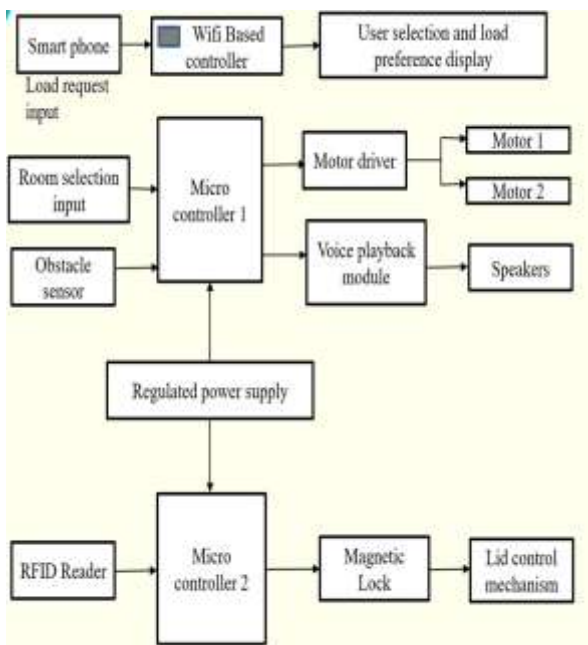 Smart phone
Load request
input
Wifi Based
controller
User selection and load
preference display
Room selection
input
Obstacle
sensor
Micro
controller 1
Motor driver
Motor 1
Motor 2
Voice playback
module
Speakers
Regulated power supply
RFID Reader
Micro
controller 2
Magnetic
Lock
Lid control
mechanism